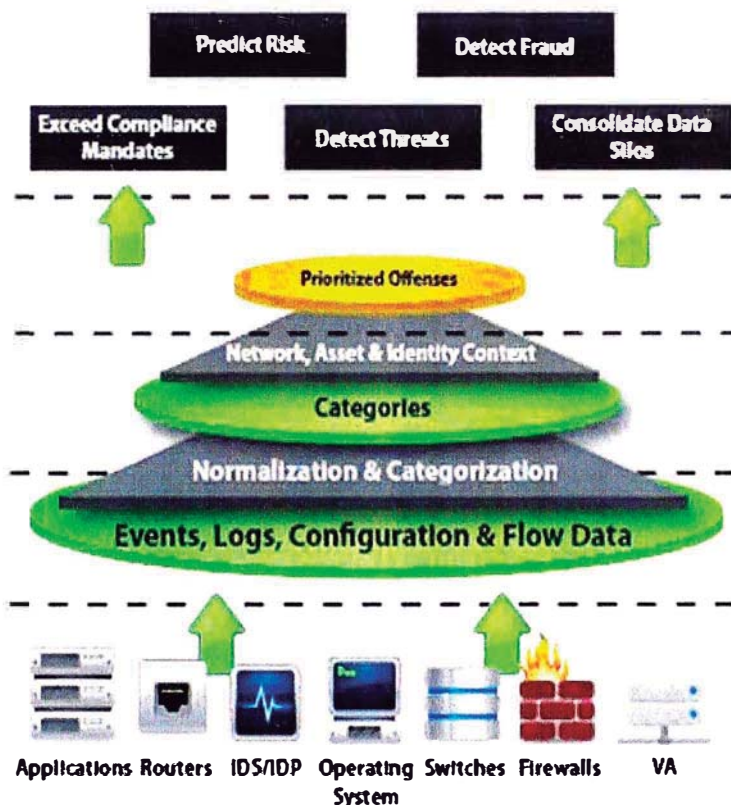 Predict Risk
Detect Fraud
Exceed Compliance
Mandates
Detect Threats
Consolidate Data
Silos
Prioritized Offenses
Network, Asset & Identity Context
Categories
Normalization & Categorization
Events, Logs, Configuration & Flow Data
Applications
Routers
IDS/IDP
Operating
System
Switches
Firewalls
VA